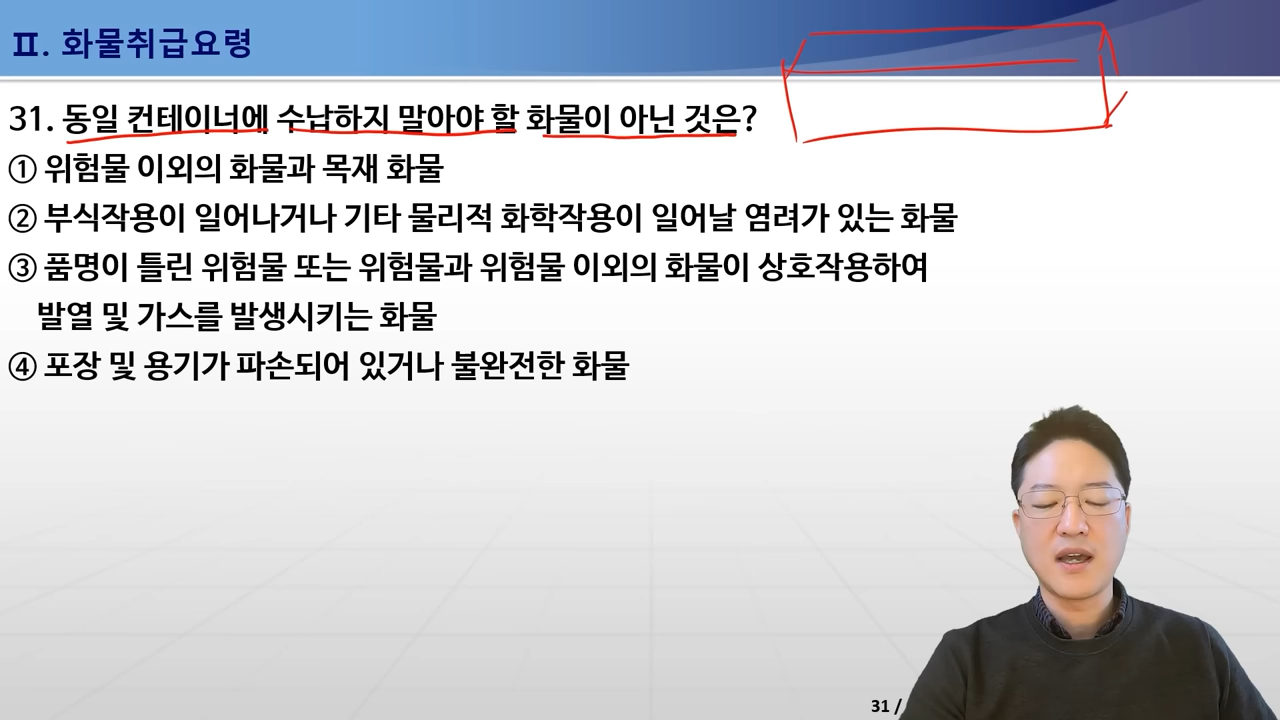 Ⅱ. 화물취급요령
31. 동일 컨테이너에 수납하지 말아야 할 화물이 아닌 것은?
① 위험물 이외의 화물과 목재 화물
② 부식작용이 일어나거나 기타 물리적 화학작용이 일어날 염려가 있는 화물
③ 품명이 틀린 위험물 또는 위험물과 위험물 이외의 화물이 상호작용하여
발열 및 가스를 발생시키는 화물
④ 포장 및 용기가 파손되어 있거나 불완전한 화물
31 /